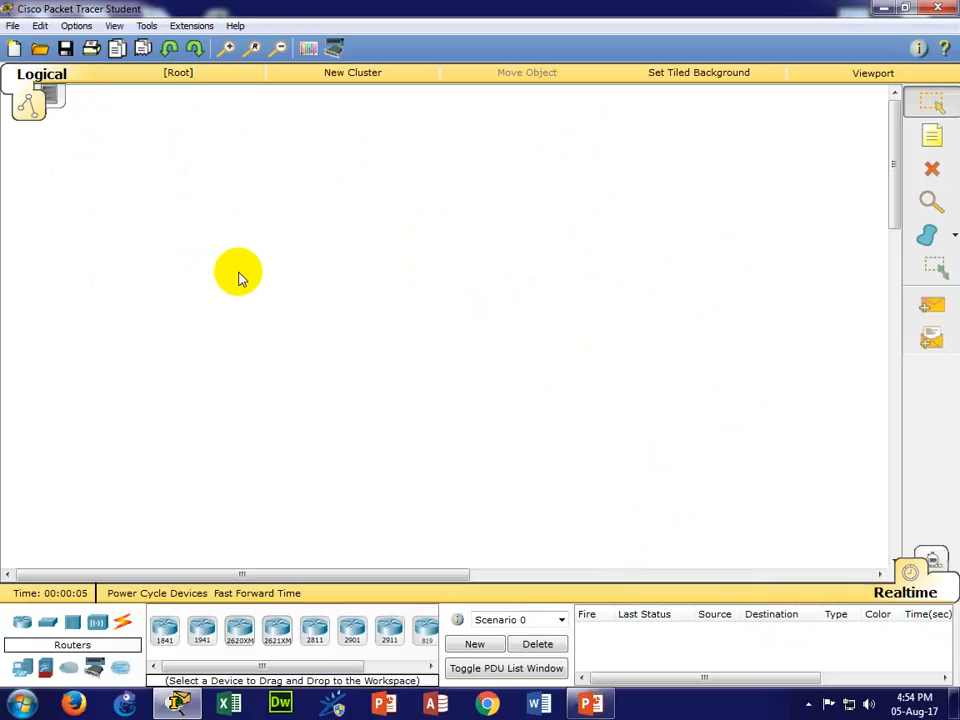 Cisco Packet Tracer Student
File Edit Options View Tools Extensions Help
Logical [Root] New Cluster Move Object Set Tiled Background Viewport
Time: 00:00:05 Power Cycle Devices Fast Forward Time Realtime
Routers
1841 1941 2620XM 2621XM 2811 2901 2911 819
(Select a Device to Drag and Drop to the Workspace)
Scenario 0
New Delete
Toggle PDU List Window
Fire Last Status Source Destination Type Color Time(sec)
4:54 PM
05-Aug-17